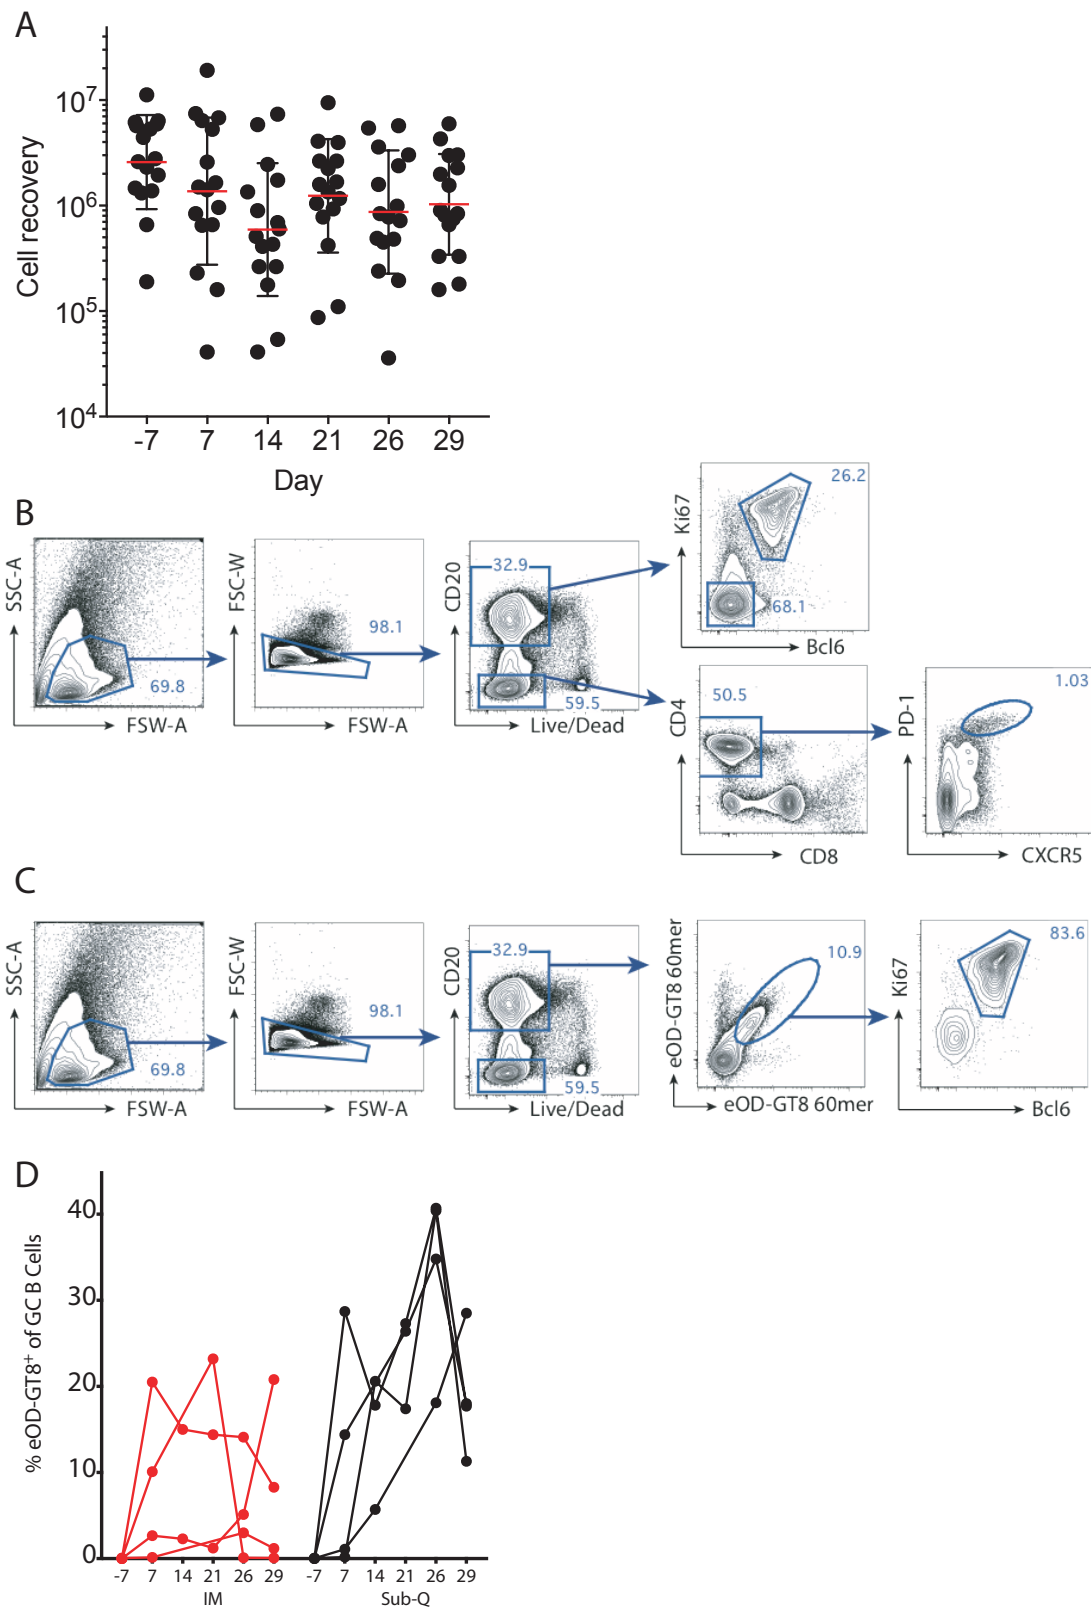 A
Cell recovery
10^7
10^6
10^5
10^4
-7 7 14 21 26 29
Day
B
SSC-A
69.8
FSW-A
FSC-W
98.1
FSW-A
CD20
32.9
59.5
Live/Dead
Ki67
26.2
68.1
Bcl6
CD4
50.5
CD8
PD-1
1.03
CXCR5
C
SSC-A
69.8
FSW-A
FSC-W
98.1
FSW-A
CD20
32.9
59.5
Live/Dead
eOD-GT8 60mer
10.9
eOD-GT8 60mer
Ki67
83.6
Bcl6
D
% eOD-GT8+ of GC B Cells
40
30
20
10
0
-7 7 14 21 26 29 -7 7 14 21 26 29
IM Sub-Q